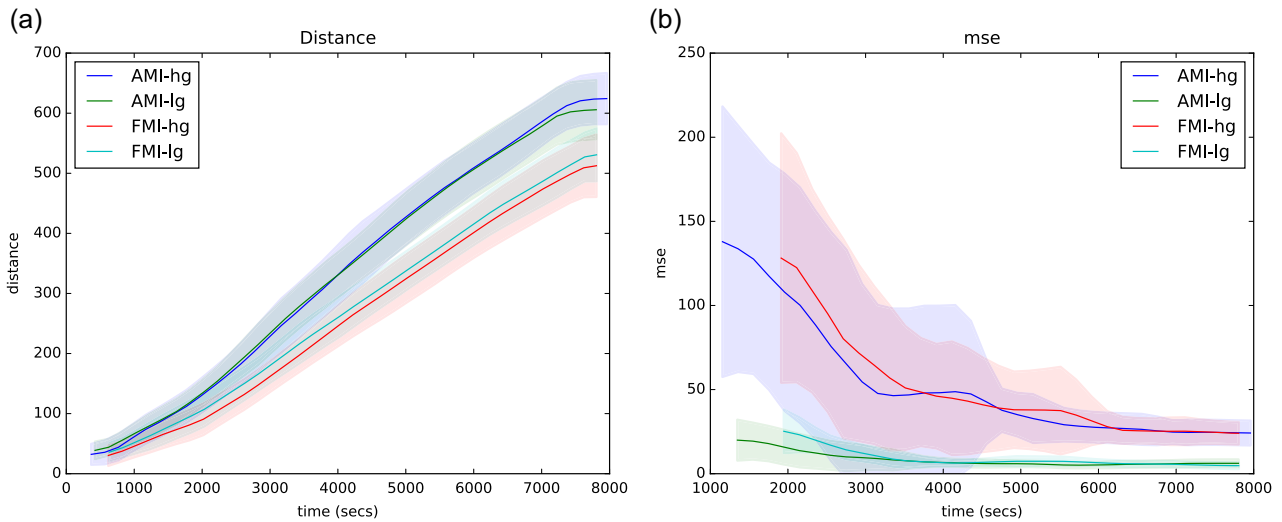 (a)
Distance
700
600
500
400
300
200
100
0
distance
AMI-hg
AMI-lg
FMI-hg
FMI-lg
0 1000 2000 3000 4000 5000 6000 7000 8000
time (secs)
(b)
mse
250
200
150
100
50
0
mse
AMI-hg
AMI-lg
FMI-hg
FMI-lg
1000 2000 3000 4000 5000 6000 7000 8000
time (secs)